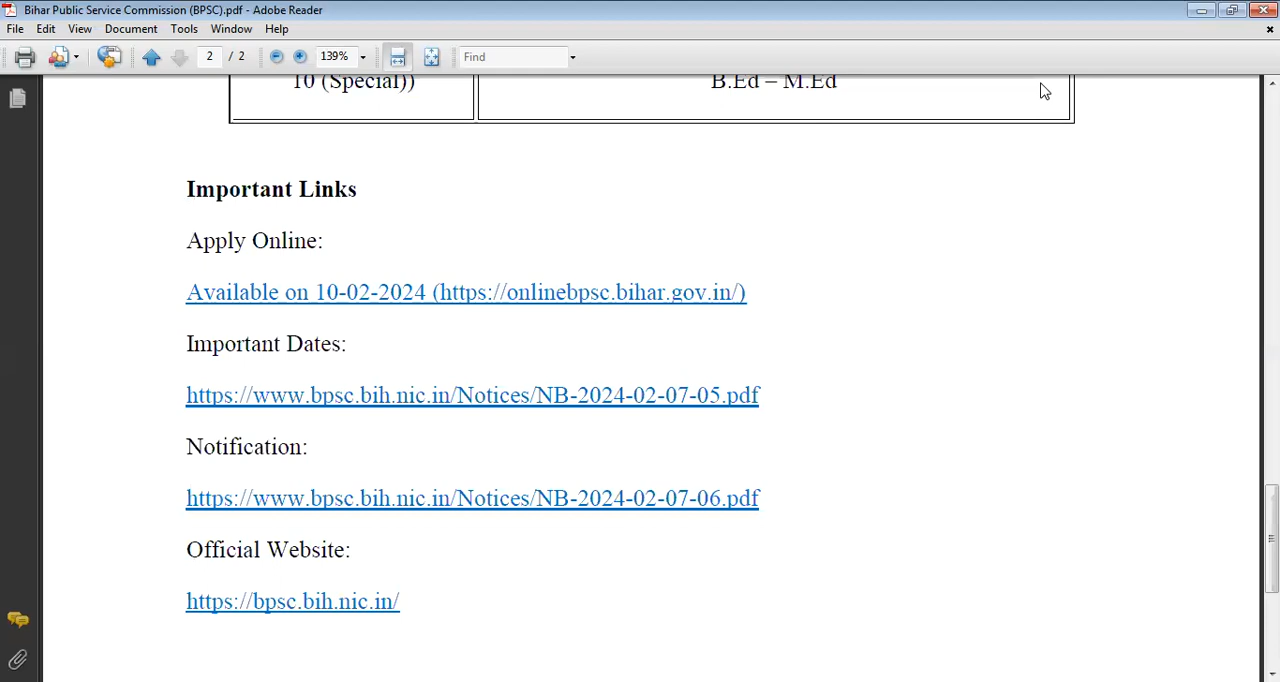 Bihar Public Service Commission (BPSC).pdf - Adobe Reader
File Edit View Document Tools Window Help
2 / 2 139% Find
10 (Special)) B.Ed – M.Ed
Important Links
Apply Online:
Available on 10-02-2024 (https://onlinebpsc.bihar.gov.in/)
Important Dates:
https://www.bpsc.bih.nic.in/Notices/NB-2024-02-07-05.pdf
Notification:
https://www.bpsc.bih.nic.in/Notices/NB-2024-02-07-06.pdf
Official Website:
https://bpsc.bih.nic.in/